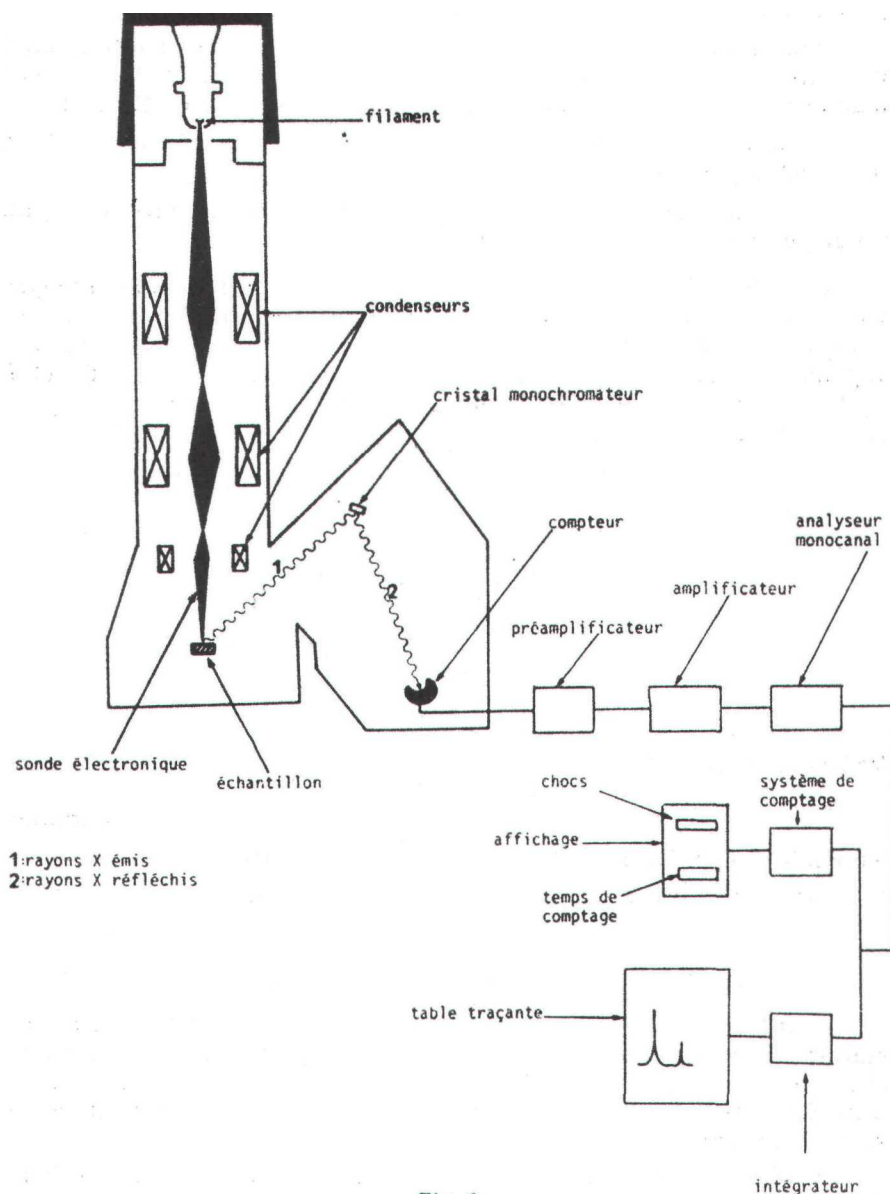 filament
condenseurs
cristal monochromateur
compteur
analyseur
monocanal
amplificateur
préamplificateur
1
2
sonde électronique
échantillon
chocs
système de
comptage
affichage
temps de
comptage
1:rayons X émis
2:rayons X réfléchis
table traçante
intégrateur